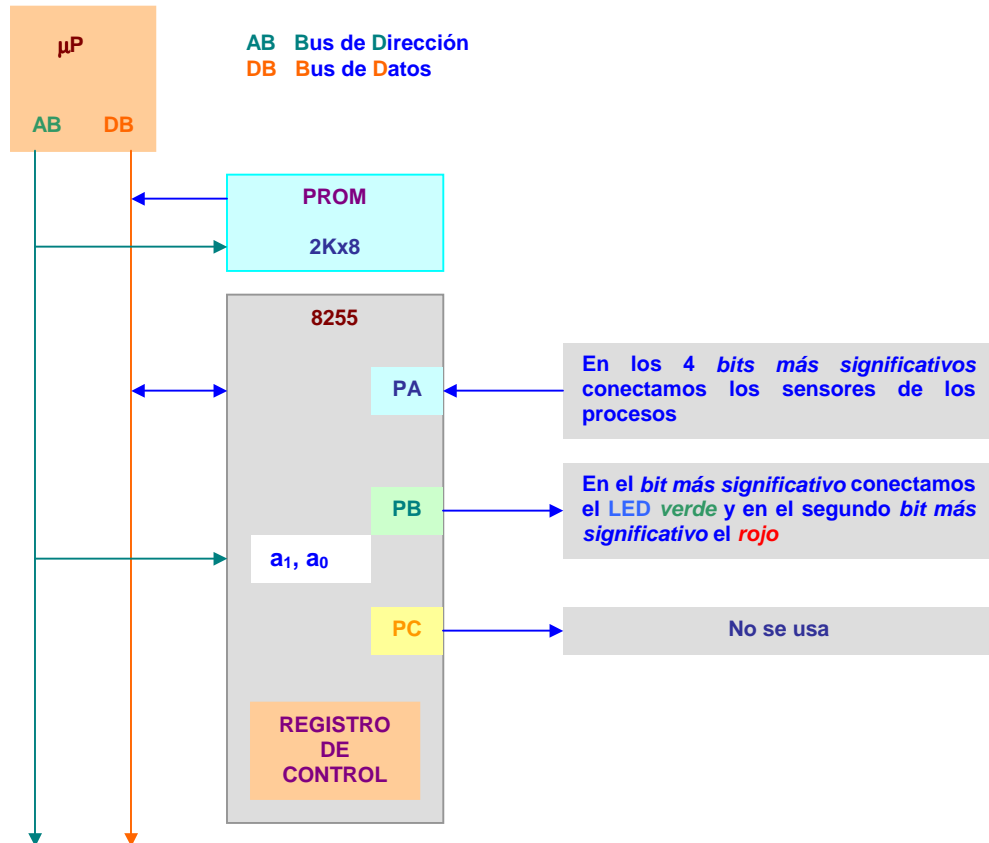 μP
AB Bus de Dirección
DB Bus de Datos
AB DB
PROM
2Kx8
8255
PA
En los 4 bits más significativos
conectamos los sensores de los
procesos
PB
En el bit más significativo conectamos
el LED verde y en el segundo bit más
significativo el rojo
a₁, a₀
PC
No se usa
REGISTRO
DE
CONTROL